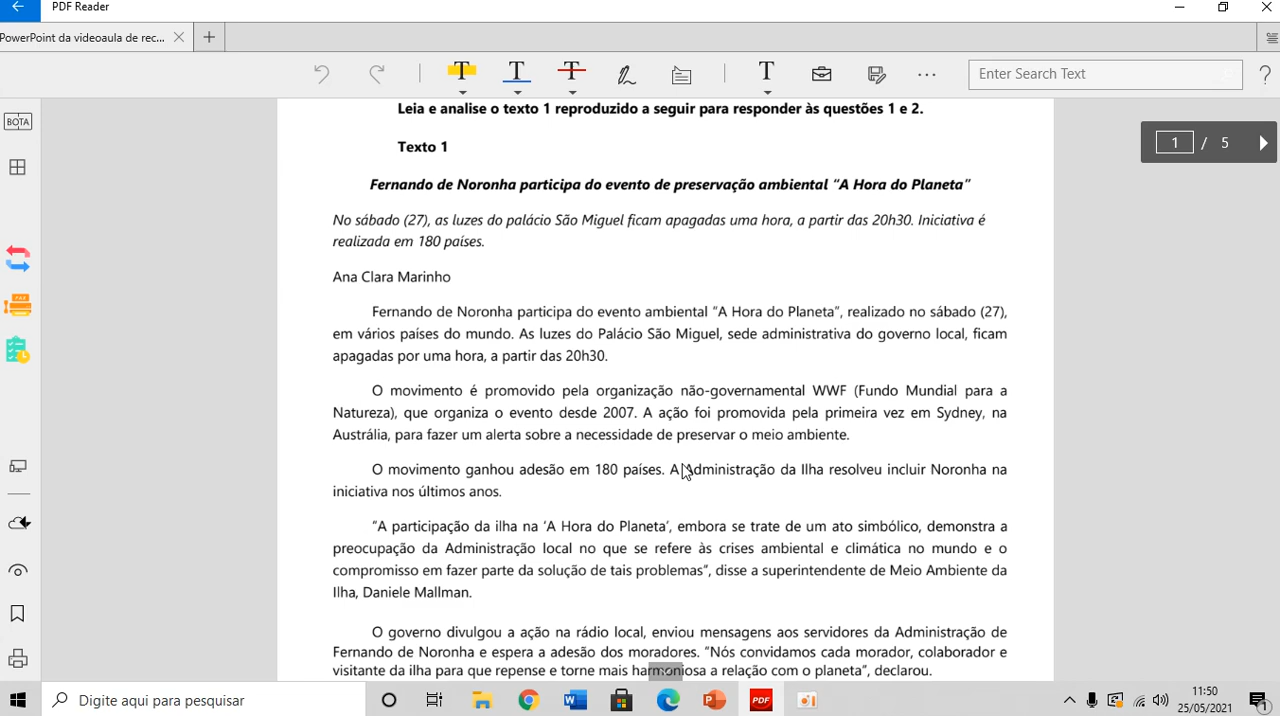 PDF Reader
PowerPoint da videoaula de rec...
Enter Search Text
?
BOTA
1 / 5
Leia e analise o texto 1 reproduzido a seguir para responder às questões 1 e 2.
Texto 1
Fernando de Noronha participa do evento de preservação ambiental “A Hora do Planeta”
No sábado (27), as luzes do palácio São Miguel ficam apagadas uma hora, a partir das 20h30. Iniciativa é
realizada em 180 países.
Ana Clara Marinho
Fernando de Noronha participa do evento ambiental “A Hora do Planeta”, realizado no sábado (27),
em vários países do mundo. As luzes do Palácio São Miguel, sede administrativa do governo local, ficam
apagadas por uma hora, a partir das 20h30.
O movimento é promovido pela organização não-governamental WWF (Fundo Mundial para a
Natureza), que organiza o evento desde 2007. A ação foi promovida pela primeira vez em Sydney, na
Austrália, para fazer um alerta sobre a necessidade de preservar o meio ambiente.
O movimento ganhou adesão em 180 países. A Administração da Ilha resolveu incluir Noronha na
iniciativa nos últimos anos.
“A participação da ilha na ‘A Hora do Planeta’, embora se trate de um ato simbólico, demonstra a
preocupação da Administração local no que se refere às crises ambiental e climática no mundo e o
compromisso em fazer parte da solução de tais problemas”, disse a superintendente de Meio Ambiente da
Ilha, Daniele Mallman.
O governo divulgou a ação na rádio local, enviou mensagens aos servidores da Administração de
Fernando de Noronha e espera a adesão dos moradores. “Nós convidamos cada morador, colaborador e
visitante da ilha para que repense e torne mais harmoniosa a relação com o planeta”, declarou.
Digite aqui para pesquisar
PDF
11:50
25/05/2021
1